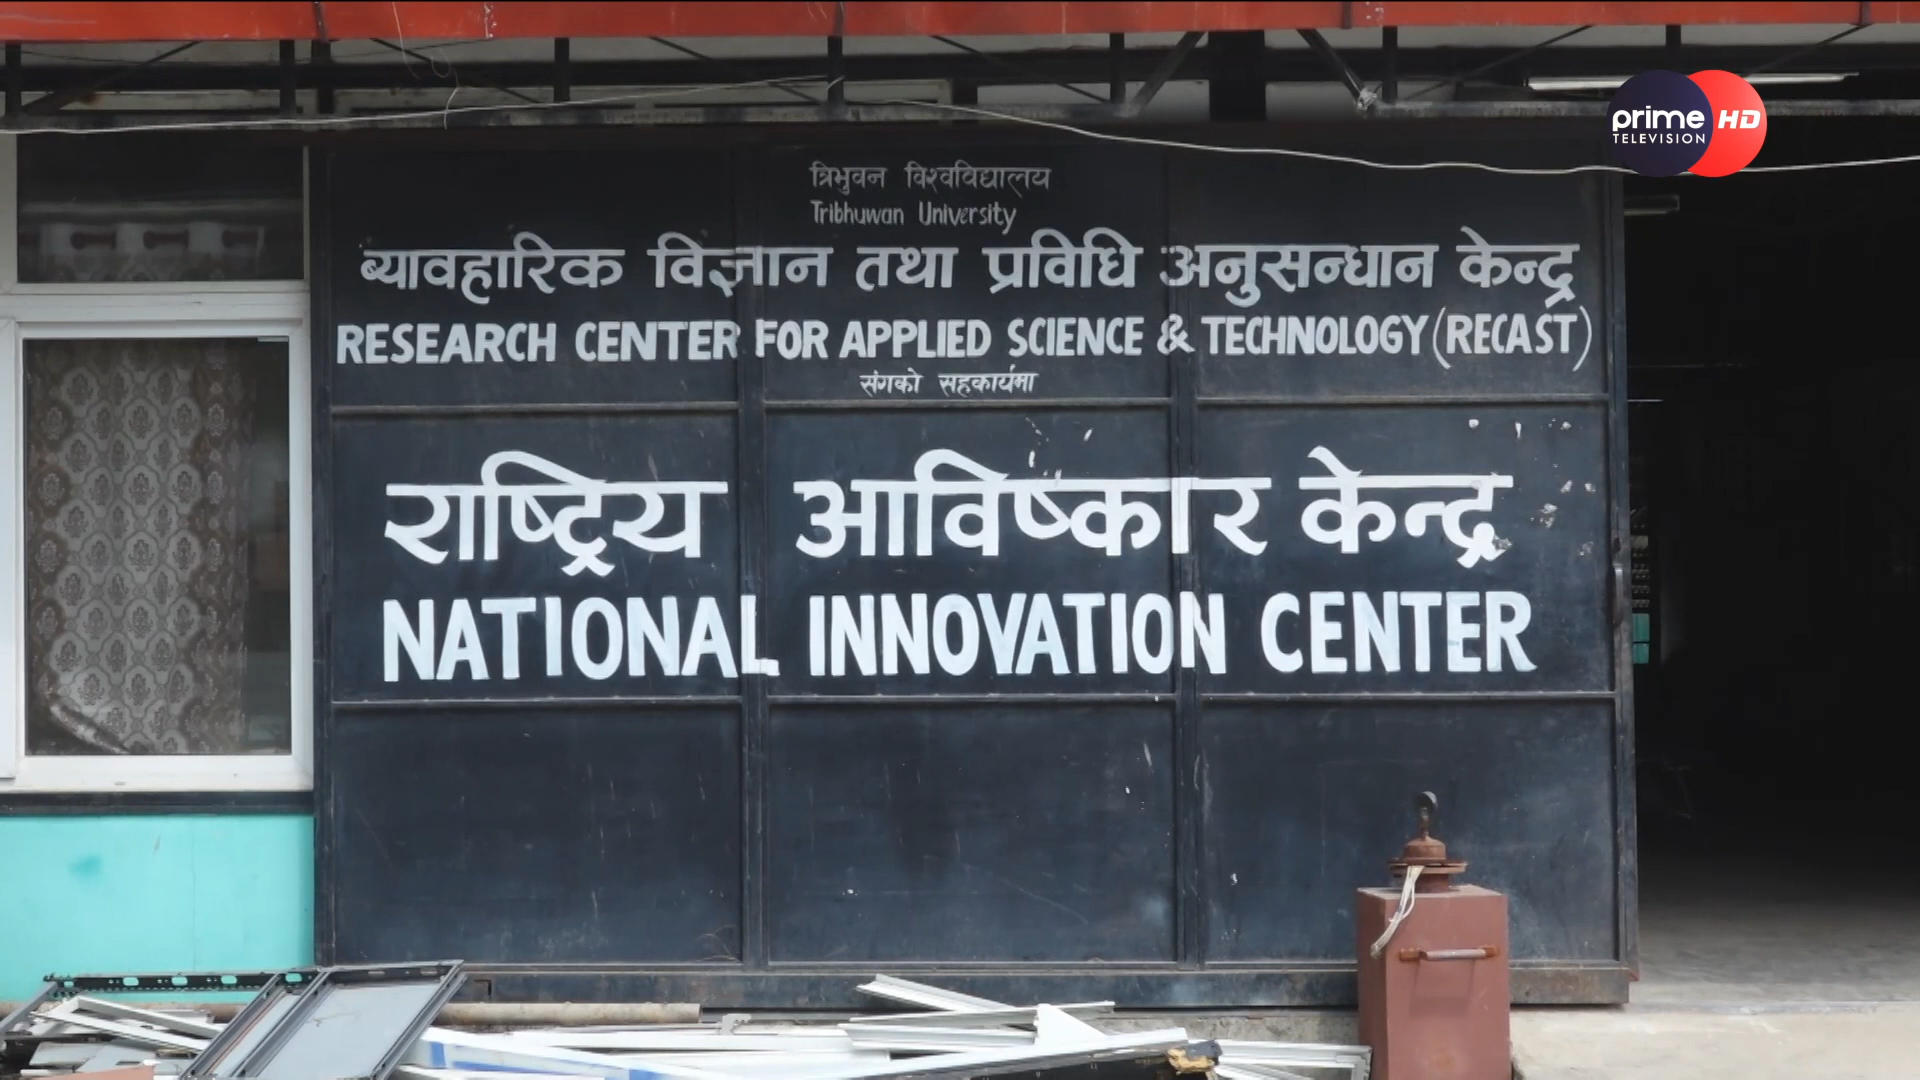 prime HD
TELEVISION
त्रिभुवन विश्वविद्यालय
Tribhuwan University
ब्यावहारिक विज्ञान तथा प्रविधि अनुसन्धान केन्द्र
RESEARCH CENTER FOR APPLIED SCIENCE & TECHNOLOGY (RECAST)
संगको सहकार्यमा
राष्ट्रिय आविष्कार केन्द्र
NATIONAL INNOVATION CENTER